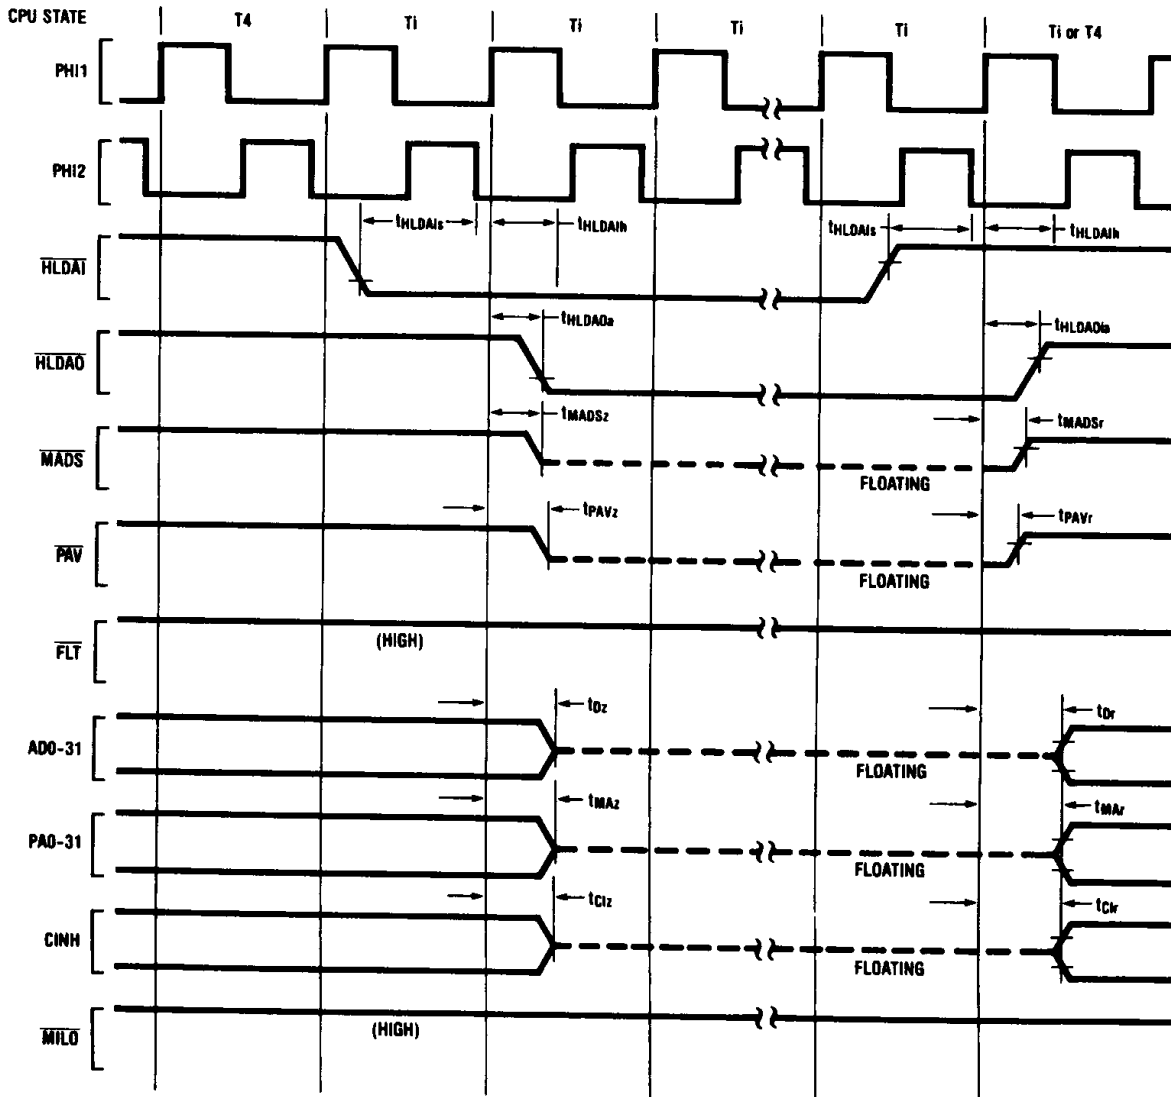 CPU STATE T4 Ti Ti Ti Ti Ti or T4
PHI1
PHI2
tHLDAIs tHLDAIh tHLDAIs tHLDAIh
HLDAI
tHLDAOa tHLDAOia
HLDAO
tMADSz tMADSr
MADS
FLOATING
tPAVz tPAVr
PAV
FLOATING
FLT (HIGH)
tDz tDr
AD0-31
FLOATING
tMAz tMAr
PA0-31
FLOATING
tCIz tCIr
CINH
FLOATING
MILO (HIGH)